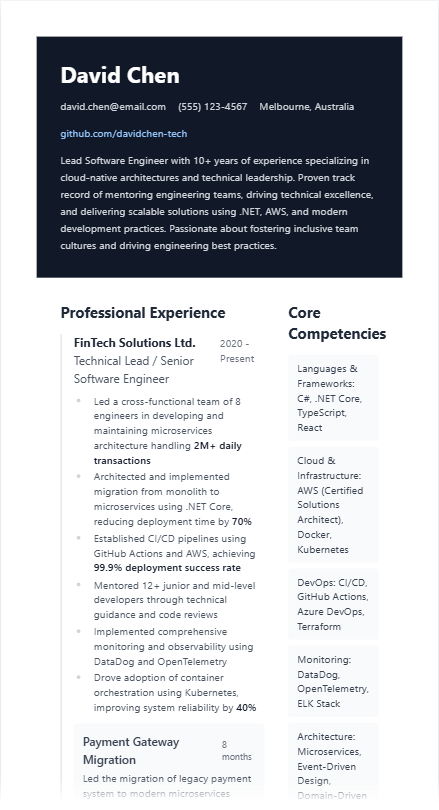 David Chen
david.chen@email.com (555) 123-4567 Melbourne, Australia
github.com/davidchen-tech
Lead Software Engineer with 10+ years of experience specializing in
cloud-native architectures and technical leadership. Proven track
record of mentoring engineering teams, driving technical excellence,
and delivering scalable solutions using .NET, AWS, and modern
development practices. Passionate about fostering inclusive team
cultures and driving engineering best practices.
Professional Experience
FinTech Solutions Ltd.
2020 -
Present
Technical Lead / Senior
Software Engineer
Led a cross-functional team of 8
engineers in developing and
maintaining microservices
architecture handling 2M+ daily
transactions
Architected and implemented
migration from monolith to
microservices using .NET Core,
reducing deployment time by 70%
Established CI/CD pipelines using
GitHub Actions and AWS, achieving
99.9% deployment success rate
Mentored 12+ junior and mid-level
developers through technical
guidance and code reviews
Implemented comprehensive
monitoring and observability using
DataDog and OpenTelemetry
Drove adoption of container
orchestration using Kubernetes,
improving system reliability by 40%
Payment Gateway
Migration
8
months
Led the migration of legacy payment
system to modern microservices
Core
Competencies
Languages &
Frameworks:
C#, .NET Core,
TypeScript,
React
Cloud &
Infrastructure:
AWS (Certified
Solutions
Architect),
Docker,
Kubernetes
DevOps: CI/CD,
GitHub Actions,
Azure DevOps,
Terraform
Monitoring:
DataDog,
OpenTelemetry,
ELK Stack
Architecture:
Microservices,
Event-Driven
Design,
Domain-Driven